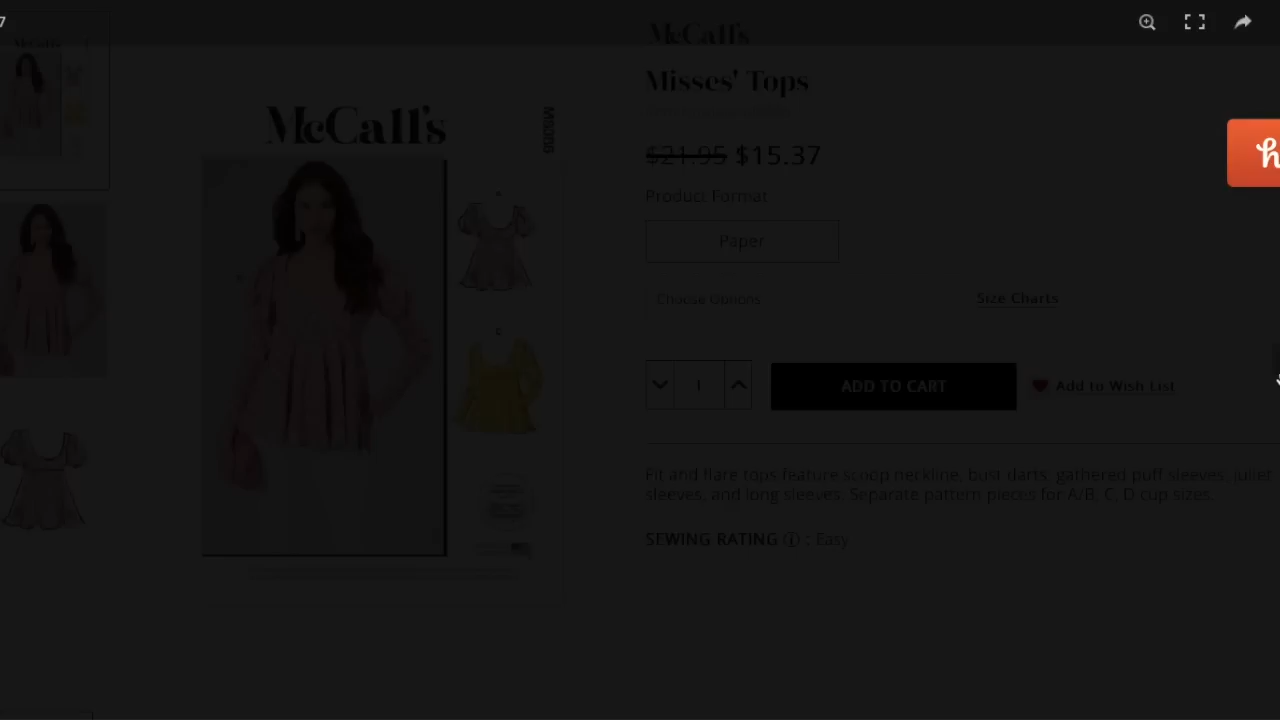 7
McCall's
Misses' Tops
McCall's
$21.95 $15.37
Product Format
Paper
Choose Options
Size Charts
1
ADD TO CART
Add to Wish List
Fit and flare tops feature scoop neckline, bust darts, gathered puff sleeves, juliet
sleeves, and long sleeves. Separate pattern pieces for A/B, C, D cup sizes.
SEWING RATING ⓘ : Easy
h